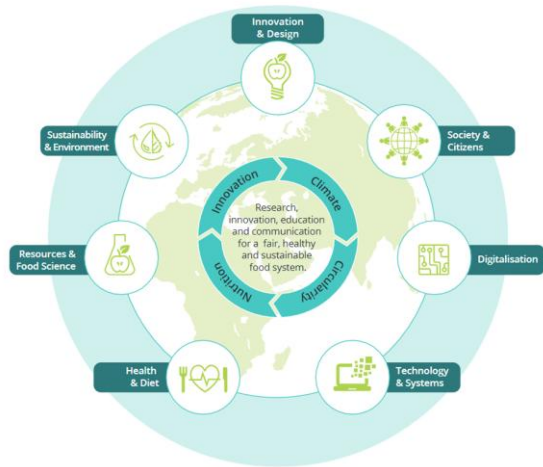 Innovation
& Design
Sustainability
& Environment
Society &
Citizens
Innovation
Climate
Research,
innovation, education
and communication
for a fair, healthy
and sustainable
food system.
Nutrition
Circularity
Resources &
Food Science
Digitalisation
Health
& Diet
Technology
& Systems